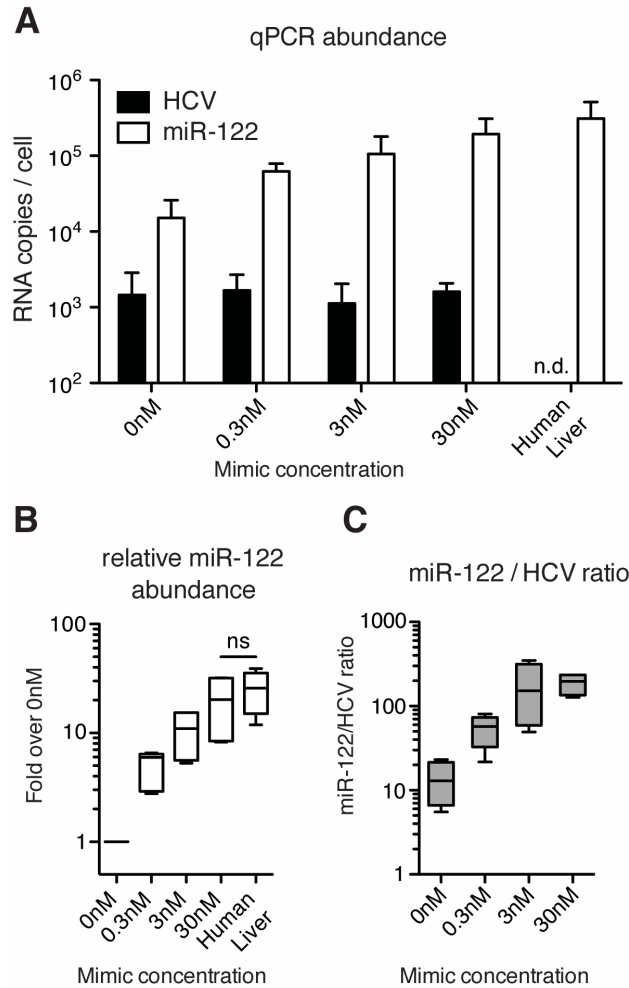 A
qPCR abundance
RNA copies / cell
10⁶
10⁵
10⁴
10³
10²
HCV
miR-122
n.d.
0nM
0.3nM
3nM
30nM
Human
Liver
Mimic concentration
B
relative miR-122
abundance
Fold over 0nM
100
10
1
ns
0nM
0.3nM
3nM
30nM
Human
Liver
Mimic concentration
C
miR-122 / HCV ratio
miR-122/HCV ratio
1000
100
10
1
0nM
0.3nM
3nM
30nM
Mimic concentration